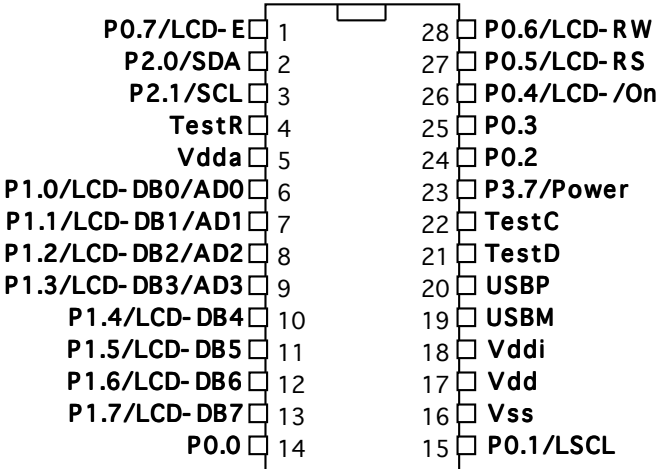 P0.7/LCD-E 1 28 P0.6/LCD-RW
P2.0/SDA 2 27 P0.5/LCD-RS
P2.1/SCL 3 26 P0.4/LCD-/On
TestR 4 25 P0.3
Vdda 5 24 P0.2
P1.0/LCD-DB0/AD0 6 23 P3.7/Power
P1.1/LCD-DB1/AD1 7 22 TestC
P1.2/LCD-DB2/AD2 8 21 TestD
P1.3/LCD-DB3/AD3 9 20 USBP
P1.4/LCD-DB4 10 19 USBM
P1.5/LCD-DB5 11 18 Vddi
P1.6/LCD-DB6 12 17 Vdd
P1.7/LCD-DB7 13 16 Vss
P0.0 14 15 P0.1/LSCL